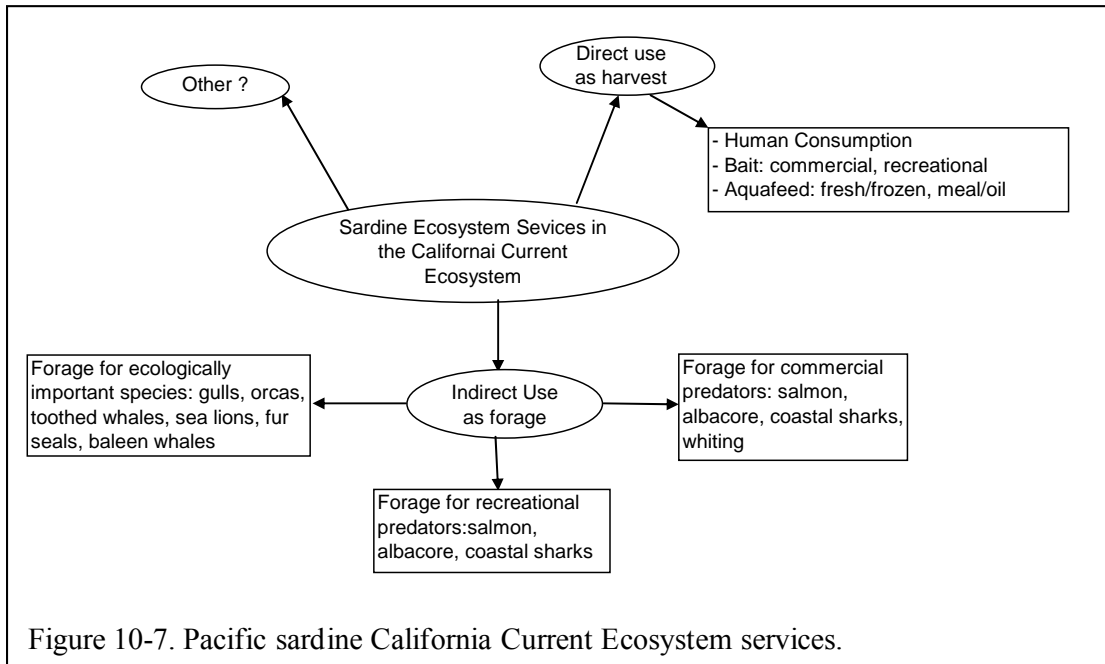 Other ?
Direct use
as harvest
- Human Consumption
- Bait: commercial, recreational
- Aquafeed: fresh/frozen, meal/oil
Sardine Ecosystem Sevices in
the Californai Current
Ecosystem
Forage for ecologically
important species: gulls, orcas,
toothed whales, sea lions, fur
seals, baleen whales
Indirect Use
as forage
Forage for commercial
predators: salmon,
albacore, coastal sharks,
whiting
Forage for recreational
predators:salmon,
albacore, coastal sharks
Figure 10-7. Pacific sardine California Current Ecosystem services.